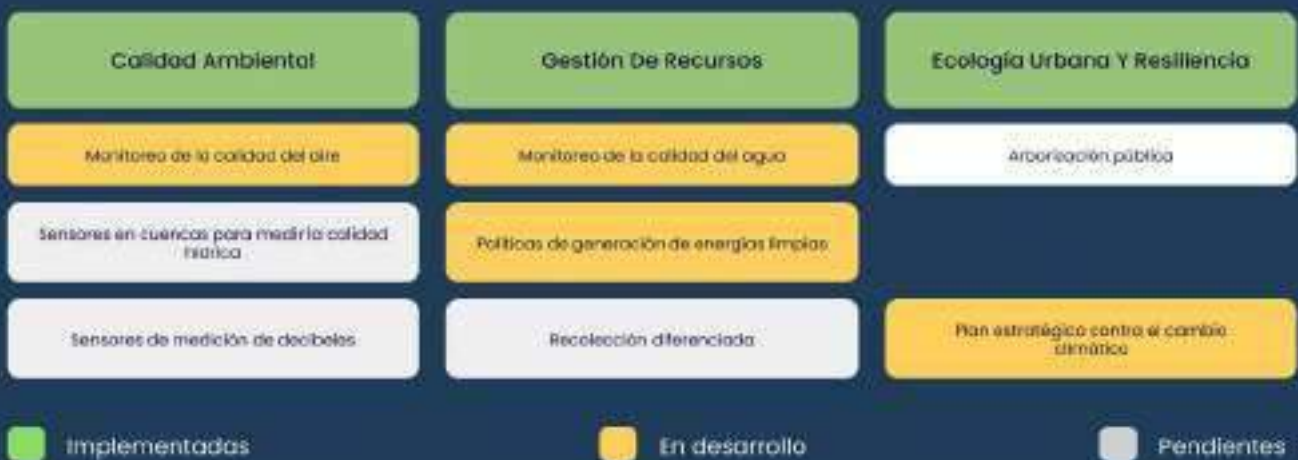 Calidad Ambiental
Gestión De Recursos
Ecología Urbana Y Resiliencia
Monitoreo de la calidad del aire
Monitoreo de la calidad del agua
Arborización pública
Sensores en cuencas para medir la calidad
hídrica
Políticas de generación de energías limpias
Sensores de medición de decibeles
Recolección diferenciada
Plan estratégico contra el cambio
climático
Implementadas
En desarrollo
Pendientes